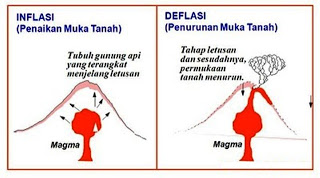 INFLASI
(Penaikan Muka Tanah)
Tubuh gunung api
yang terangkat
menjelang letusan
Magma
DEFLASI
(Penurunan Muka Tanah)
Tahap letusan
dan sesudahnya,
permukaan
tanah menurun.
Magma